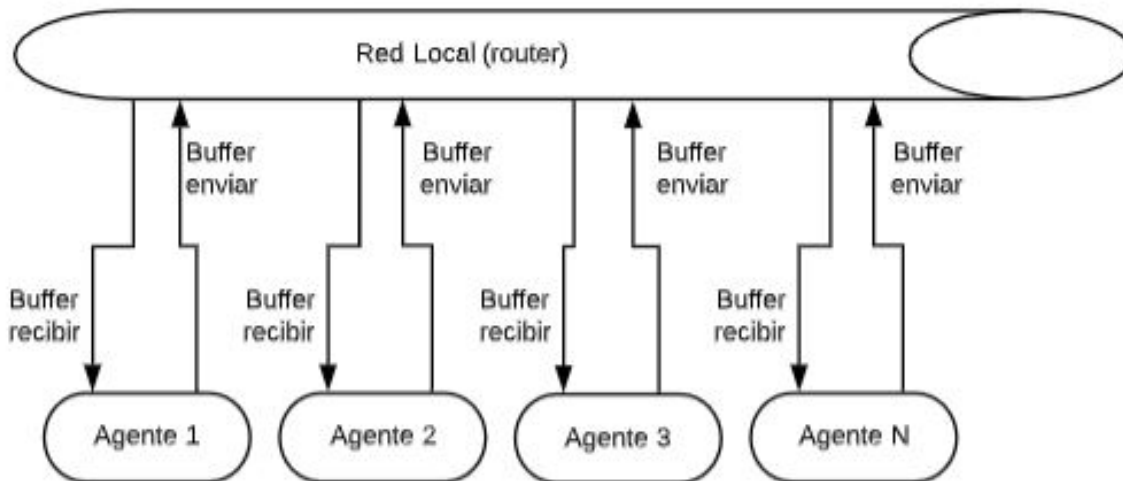 Red Local (router)
Buffer
enviar
Buffer
enviar
Buffer
enviar
Buffer
enviar
Buffer
recibir
Buffer
recibir
Buffer
recibir
Buffer
recibir
Agente 1
Agente 2
Agente 3
Agente N